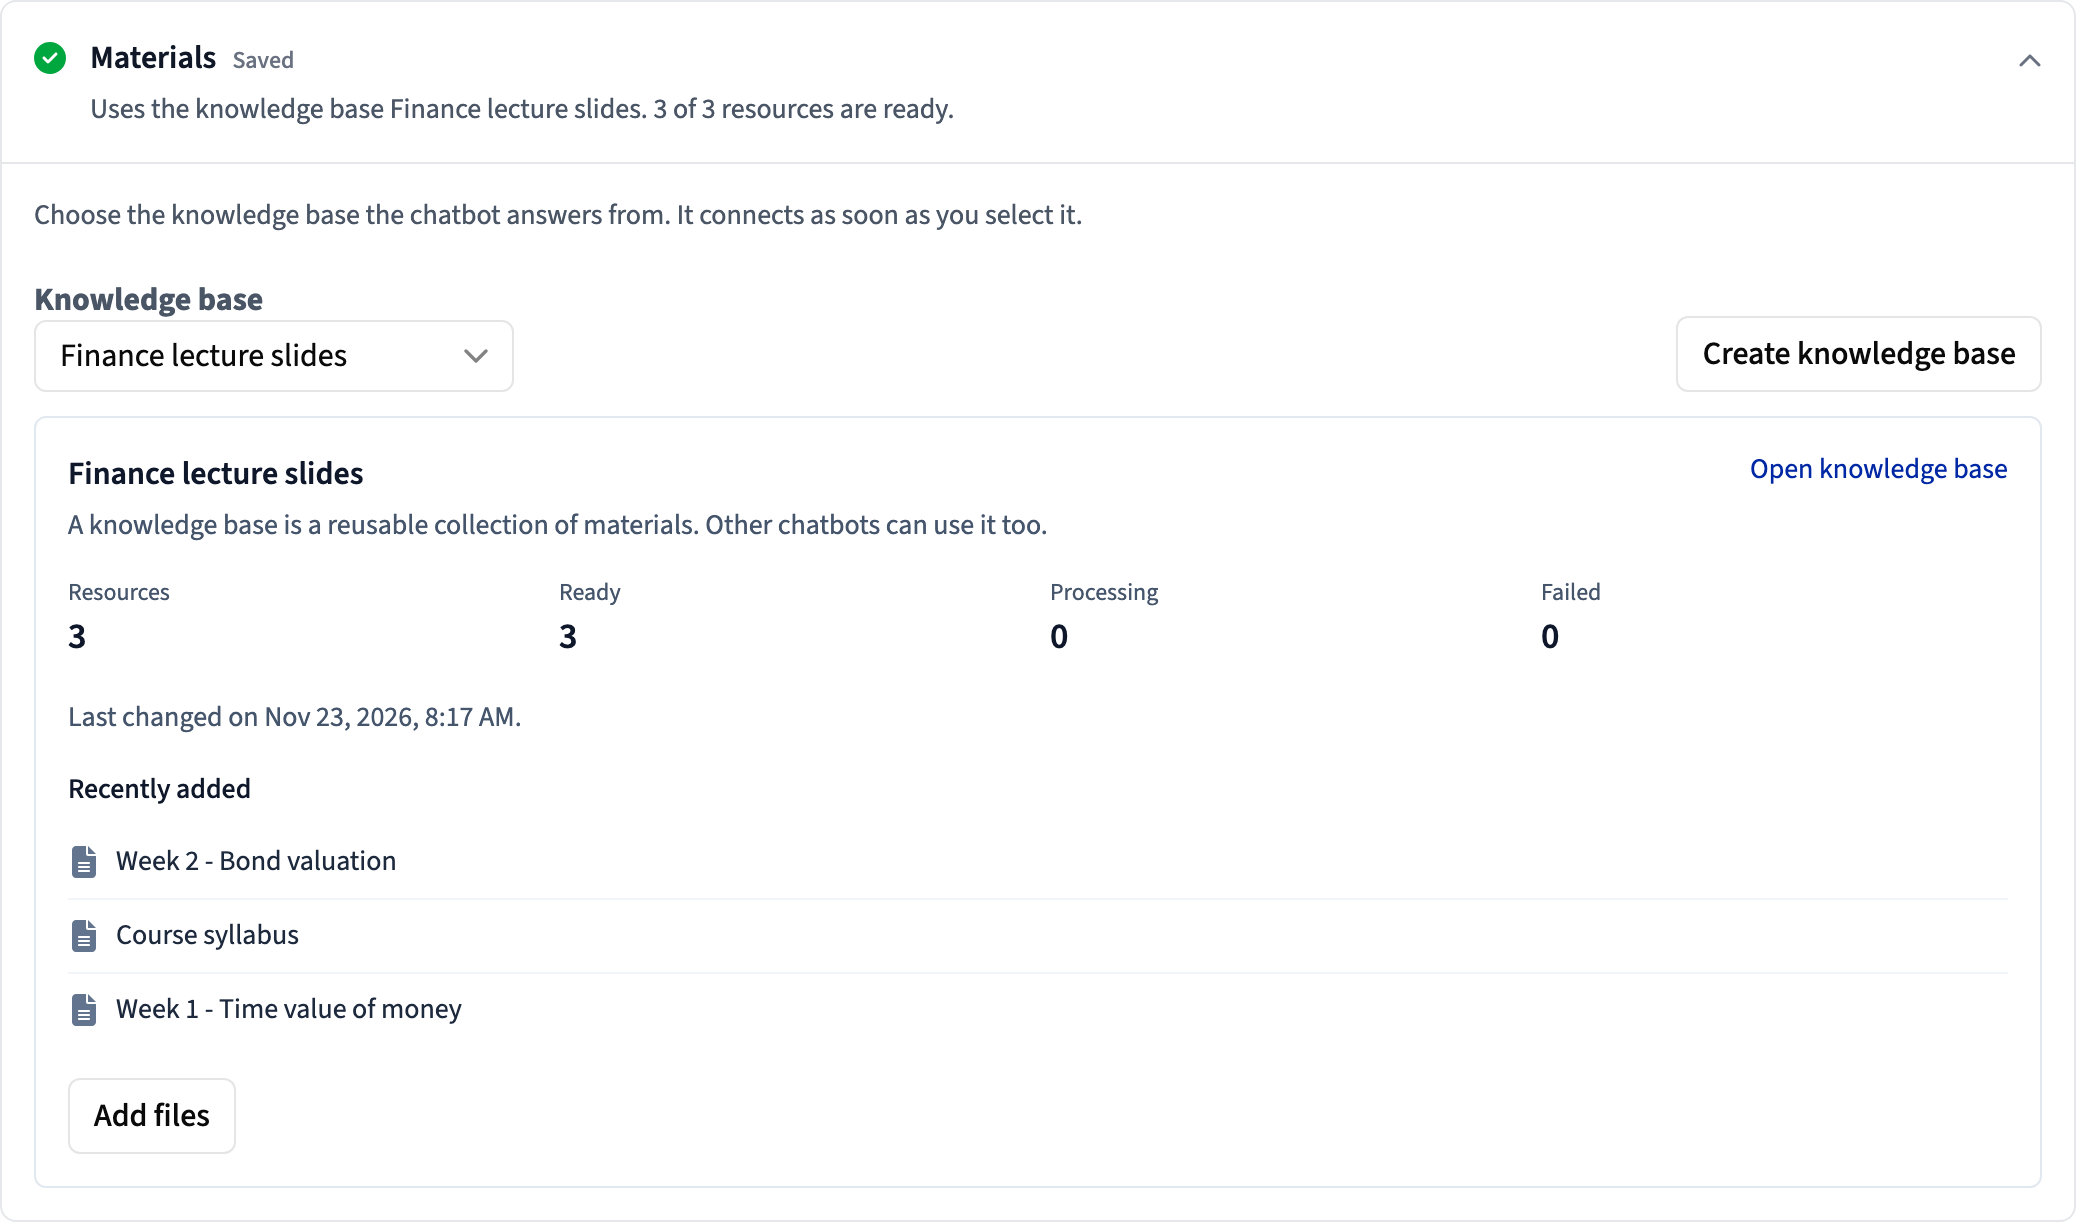 Materials Saved
Uses the knowledge base Finance lecture slides. 3 of 3 resources are ready.
Choose the knowledge base the chatbot answers from. It connects as soon as you select it.
Knowledge base
Finance lecture slides
Create knowledge base
Finance lecture slides
Open knowledge base
A knowledge base is a reusable collection of materials. Other chatbots can use it too.
Resources Ready Processing Failed
3 3 0 0
Last changed on Nov 23, 2026, 8:17 AM.
Recently added
Week 2 - Bond valuation
Course syllabus
Week 1 - Time value of money
Add files